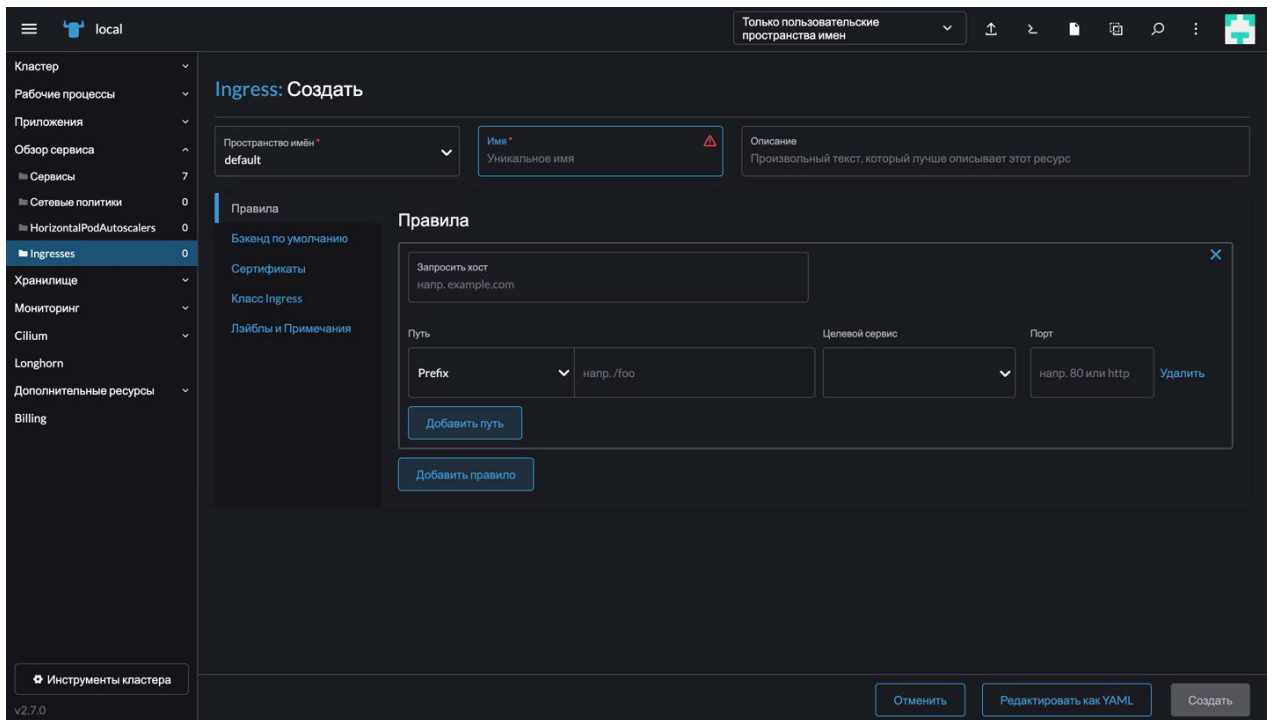 local
Только пользовательские
пространства имен
Кластер
Рабочие процессы
Приложения
Обзор сервиса
Сервисы 7
Сетевые политики 0
HorizontalPodAutoscalers 0
Ingresses 0
Хранилище
Мониторинг
Cilium
Longhorn
Дополнительные ресурсы
Billing
Инструменты кластера
v2.7.0
Ingress: Создать
Пространство имён *
default
Имя *
Уникальное имя
Описание
Произвольный текст, который лучше описывает этот ресурс
Правила
Бэкенд по умолчанию
Сертификаты
Класс Ingress
Лэйблы и Примечания
Правила
Запросить хост
напр. example.com
Путь Целевой сервис Порт
Prefix напр. /foo напр. 80 или http Удалить
Добавить путь
Добавить правило
Отменить Редактировать как YAML Создать